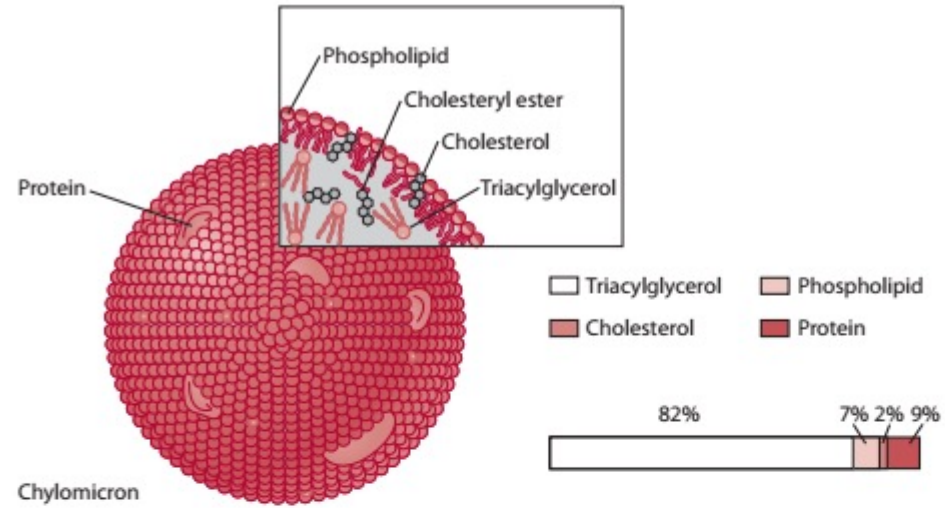 Phospholipid
Cholesteryl ester
Cholesterol
Protein
Triacylglycerol
Triacylglycerol
Phospholipid
Cholesterol
Protein
82%
7% 2% 9%
Chylomicron